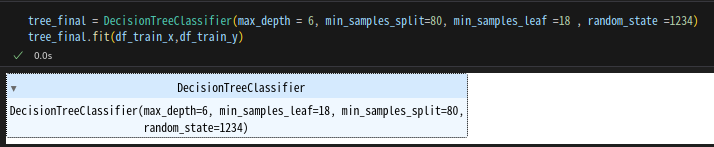 tree_final = DecisionTreeClassifier(max_depth = 6, min_samples_split=80, min_samples_leaf =18 , random_state =1234)
tree_final.fit(df_train_x,df_train_y)
✓ 0.0s
▼ DecisionTreeClassifier
DecisionTreeClassifier(max_depth=6, min_samples_leaf=18, min_samples_split=80,
random_state=1234)